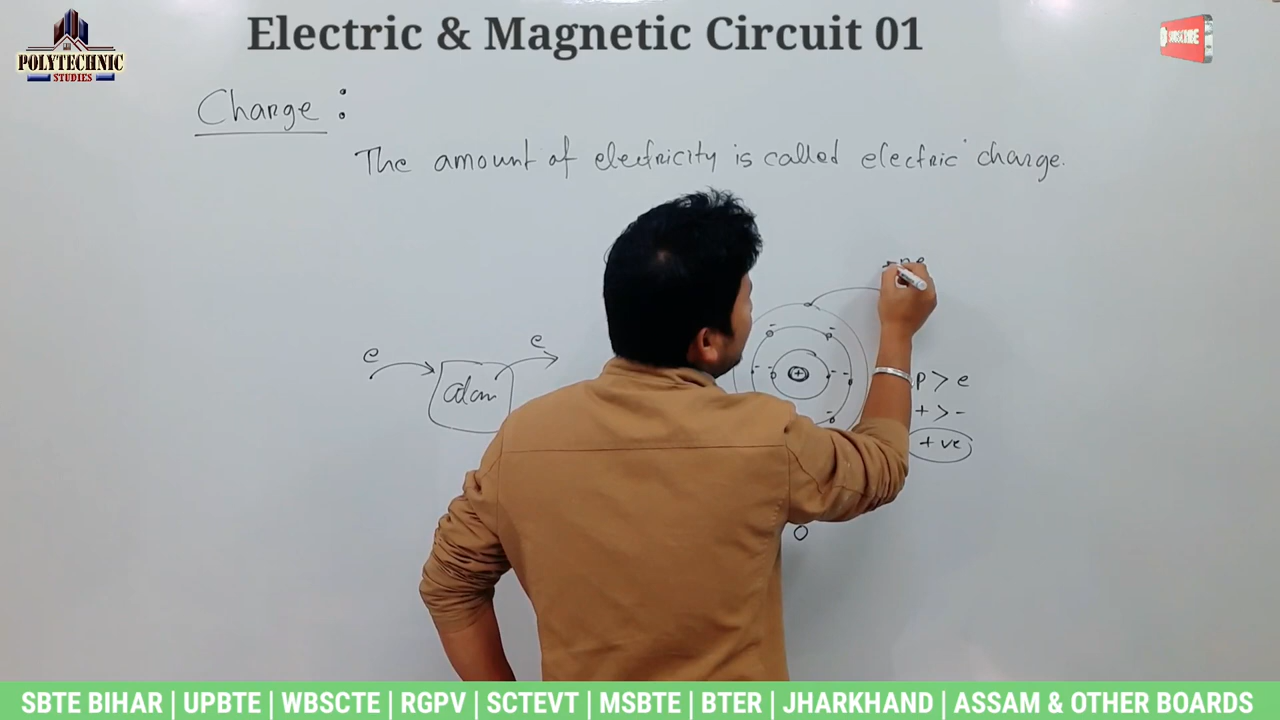 Electric & Magnetic Circuit 01
POLYTECHNIC
STUDIES
SUBSCRIBE
Charge :
The amount of electricity is called electric charge.
e
e
atom
+
p > e
+ > -
+ve
SBTE BIHAR | UPBTE | WBSCTE | RGPV | SCTEVT | MSBTE | BTER | JHARKHAND | ASSAM & OTHER BOARDS